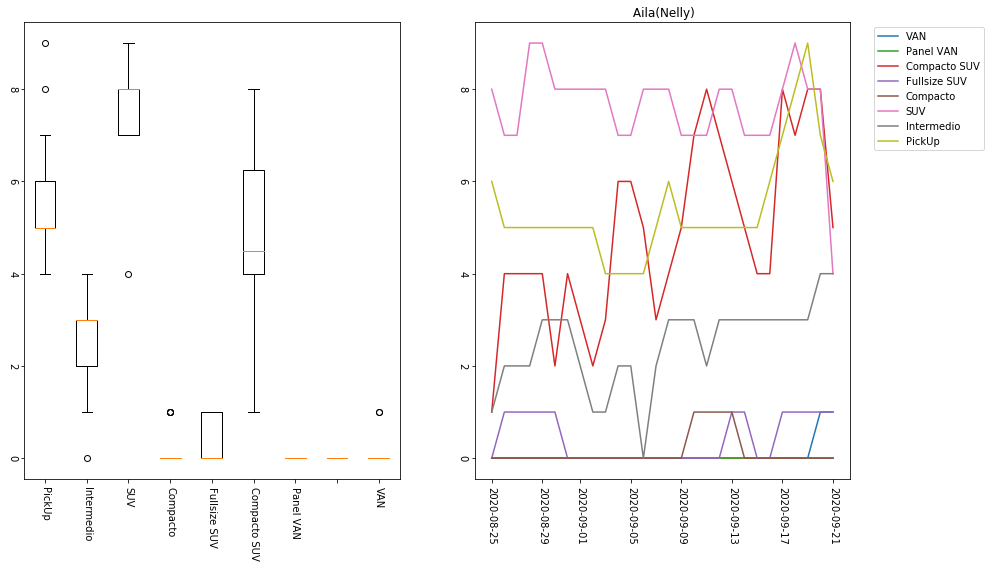 Aila(Nelly)
8
6
4
2
0
PickUp
Intermedio
SUV
Compacto
Fullsize SUV
Compacto SUV
Panel VAN
VAN
8
6
4
2
0
2020-08-25
2020-08-29
2020-09-01
2020-09-05
2020-09-09
2020-09-13
2020-09-17
2020-09-21
VAN
Panel VAN
Compacto SUV
Fullsize SUV
Compacto
SUV
Intermedio
PickUp